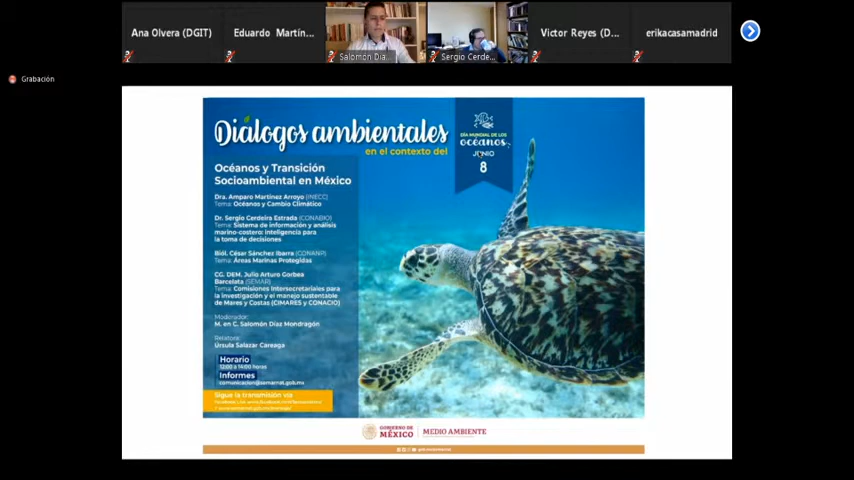 Ana Olvera (DGIT)
Eduardo Martín...
Salomón Día...
Sergio Cerde...
Victor Reyes (D...
erikacasamadrid
Grabación
Diálogos ambientales
en el contexto del
DÍA MUNDIAL DE LOS
océanos
JUNIO
8
Océanos y Transición
Socioambiental en México
Dra. Amparo Martínez Arroyo (INECC)
Tema: Océanos y Cambio Climático
Dr. Sergio Cerdeira Estrada (CONABIO)
Tema: Sistema de información y análisis
marino-costero: inteligencia para
la toma de decisiones
Biól. César Sánchez Ibarra (CONANP)
Tema: Áreas Marinas Protegidas
CG. DEM. Julio Arturo Gorbea
Barcelata (SEMAR)
Tema: Comisiones Intersecretariales para
la investigación y el manejo sustentable
de Mares y Costas (CIMARES y CONACIO)
Moderador:
M. en C. Salomón Díaz Mondragón
Relatora:
Úrsula Salazar Careaga
Horario
12:00 a 14:00 horas
Informes
comunicacion@semarnat.gob.mx
Sigue la transmisión vía
GOBIERNO DE
MÉXICO
MEDIO AMBIENTE